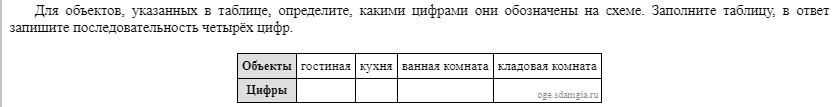 Для объектов, указанных в таблице, определите, какими цифрами они обозначены на схеме. Заполните таблицу, в ответ
запишите последовательность четырёх цифр.
Объекты гостиная кухня ванная комната кладовая комната
Цифры
oge.sdamgia.ru